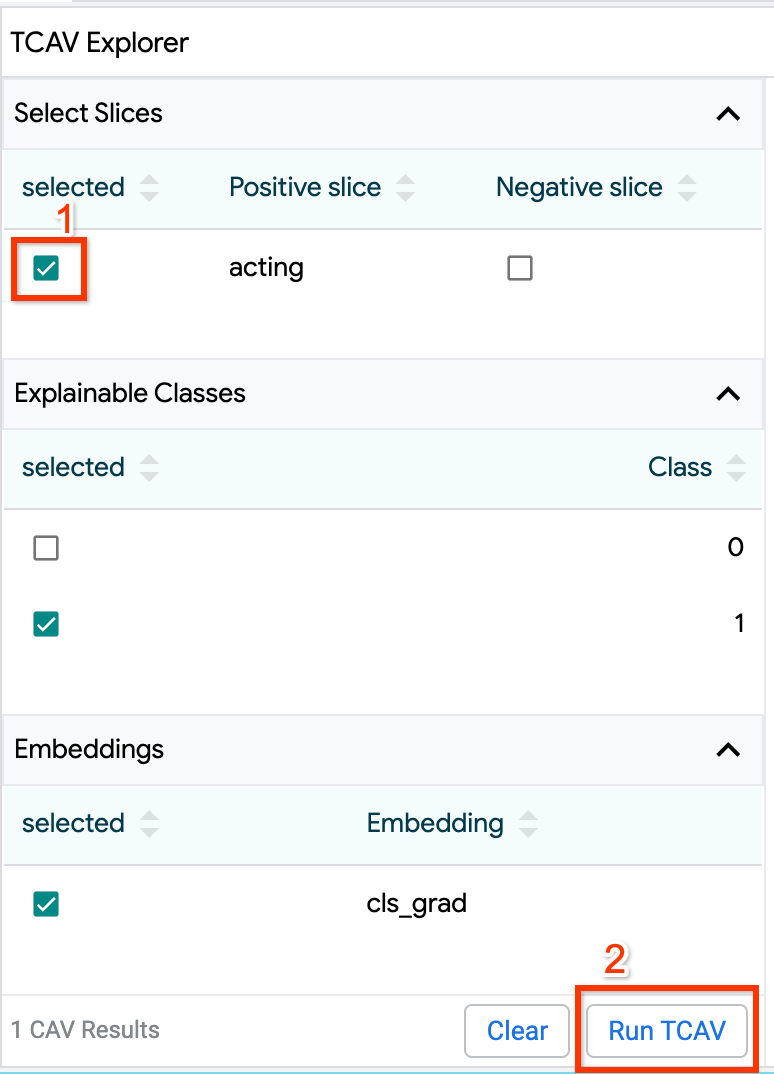 TCAV Explorer
Select Slices
selected Positive slice Negative slice
1
acting
Explainable Classes
selected Class
0
1
Embeddings
selected Embedding
cls_grad
2
1 CAV Results Clear Run TCAV